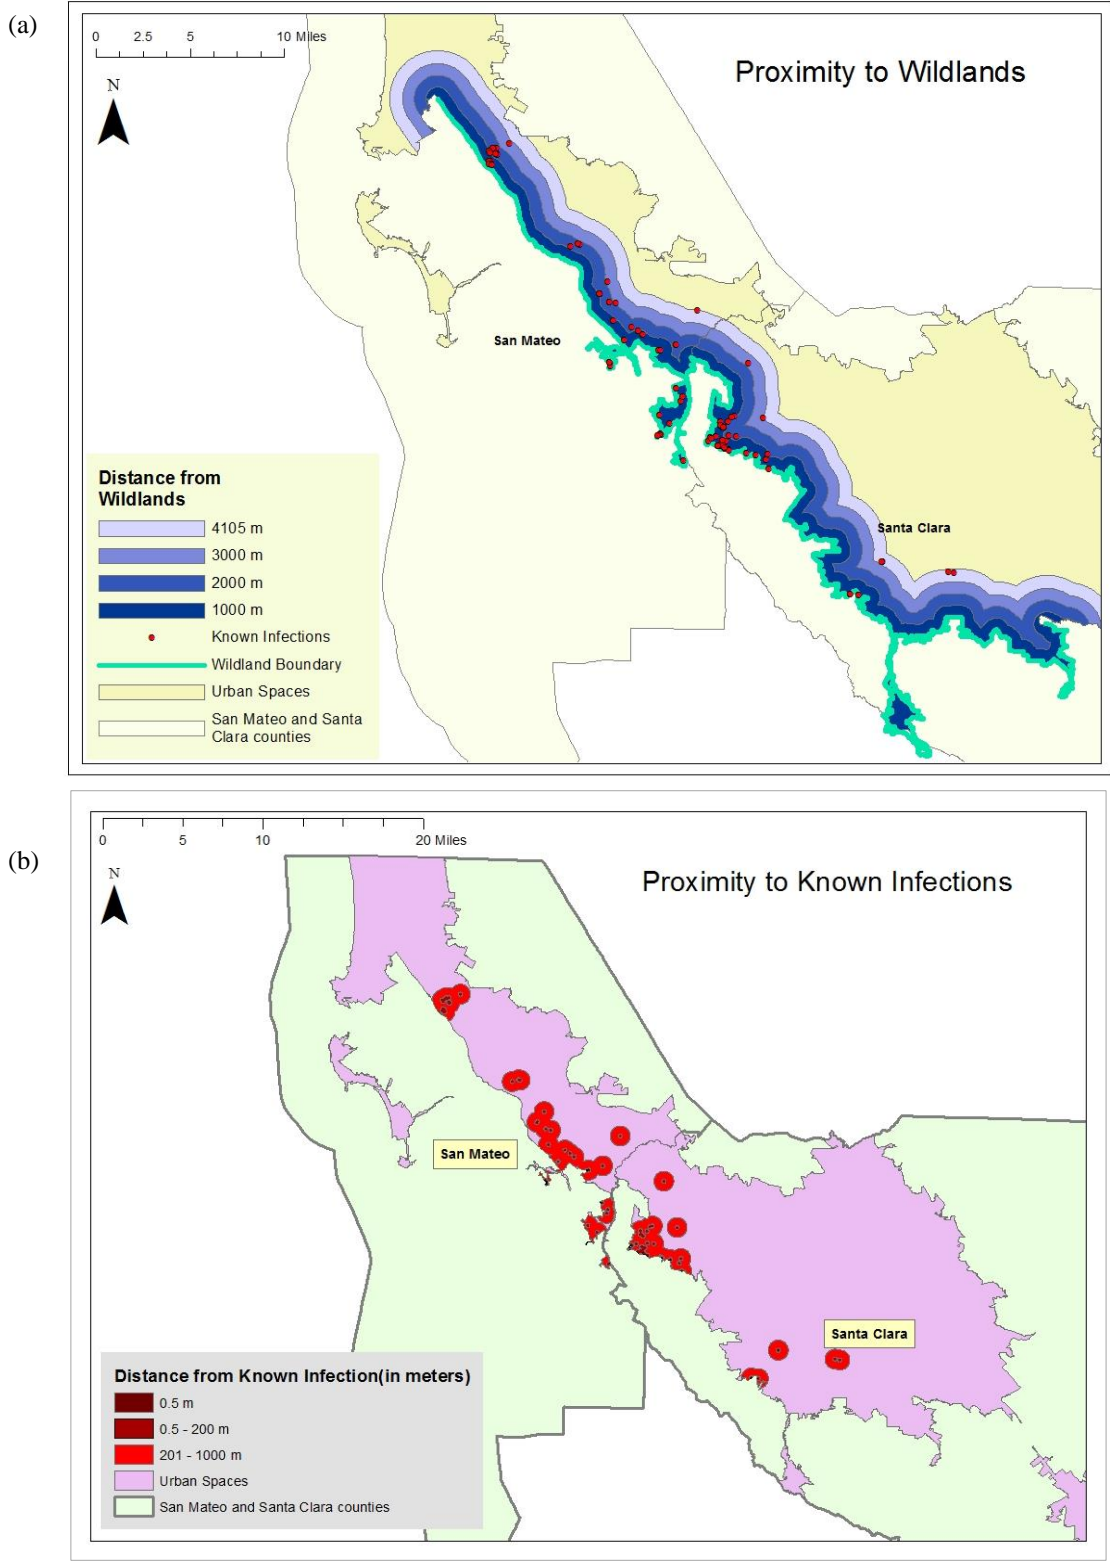 (a)
0 2.5 5 10 Miles
Proximity to Wildlands
N
San Mateo
Santa Clara
Distance from
Wildlands
4105 m
3000 m
2000 m
1000 m
Known Infections
Wildland Boundary
Urban Spaces
San Mateo and Santa
Clara counties
(b)
0 5 10 20 Miles
Proximity to Known Infections
N
San Mateo
Santa Clara
Distance from Known Infection(in meters)
0.5 m
0.5 - 200 m
201 - 1000 m
Urban Spaces
San Mateo and Santa Clara counties